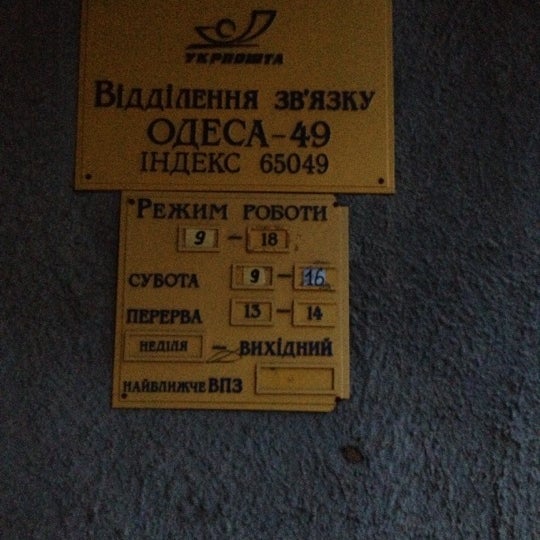 УКРПОШТА
ВІДДІЛЕННЯ ЗВ'ЯЗКУ
ОДЕСА-49
ІНДЕКС 65049
РЕЖИМ РОБОТИ
9 — 18
СУБОТА 9 — 16
ПЕРЕРВА 13 — 14
НЕДІЛЯ — ВИХІДНИЙ
НАЙБЛИЖЧЕ ВПЗ